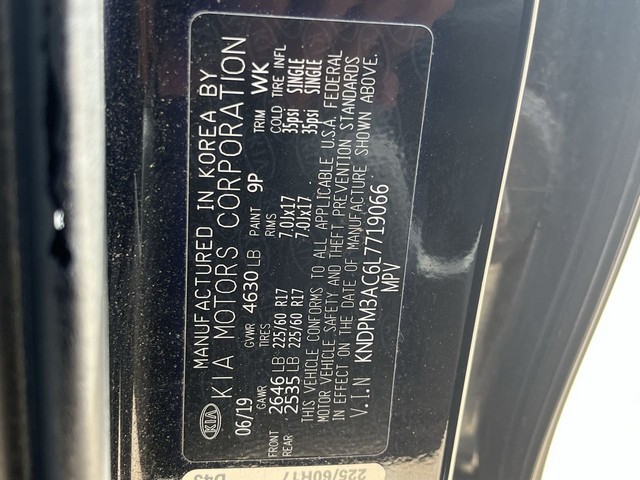 KIA
MANUFACTURED IN KOREA BY
KIA MOTORS CORPORATION
06/19 GVWR 4630 LB PAINT 9P TRIM WK
GAWR TIRES RIMS COLD TIRE INFL
FRONT 2646 LB 225/60 R17 7.0Jx17 35psi SINGLE
REAR 2535 LB 225/60 R17 7.0Jx17 35psi SINGLE
THIS VEHICLE CONFORMS TO ALL APPLICABLE U.S.A. FEDERAL
MOTOR VEHICLE SAFETY AND THEFT PREVENTION STANDARDS
IN EFFECT ON THE DATE OF MANUFACTURE SHOWN ABOVE.
V.I.N KNDPM3AC6L7719066
MPV
225/60R17